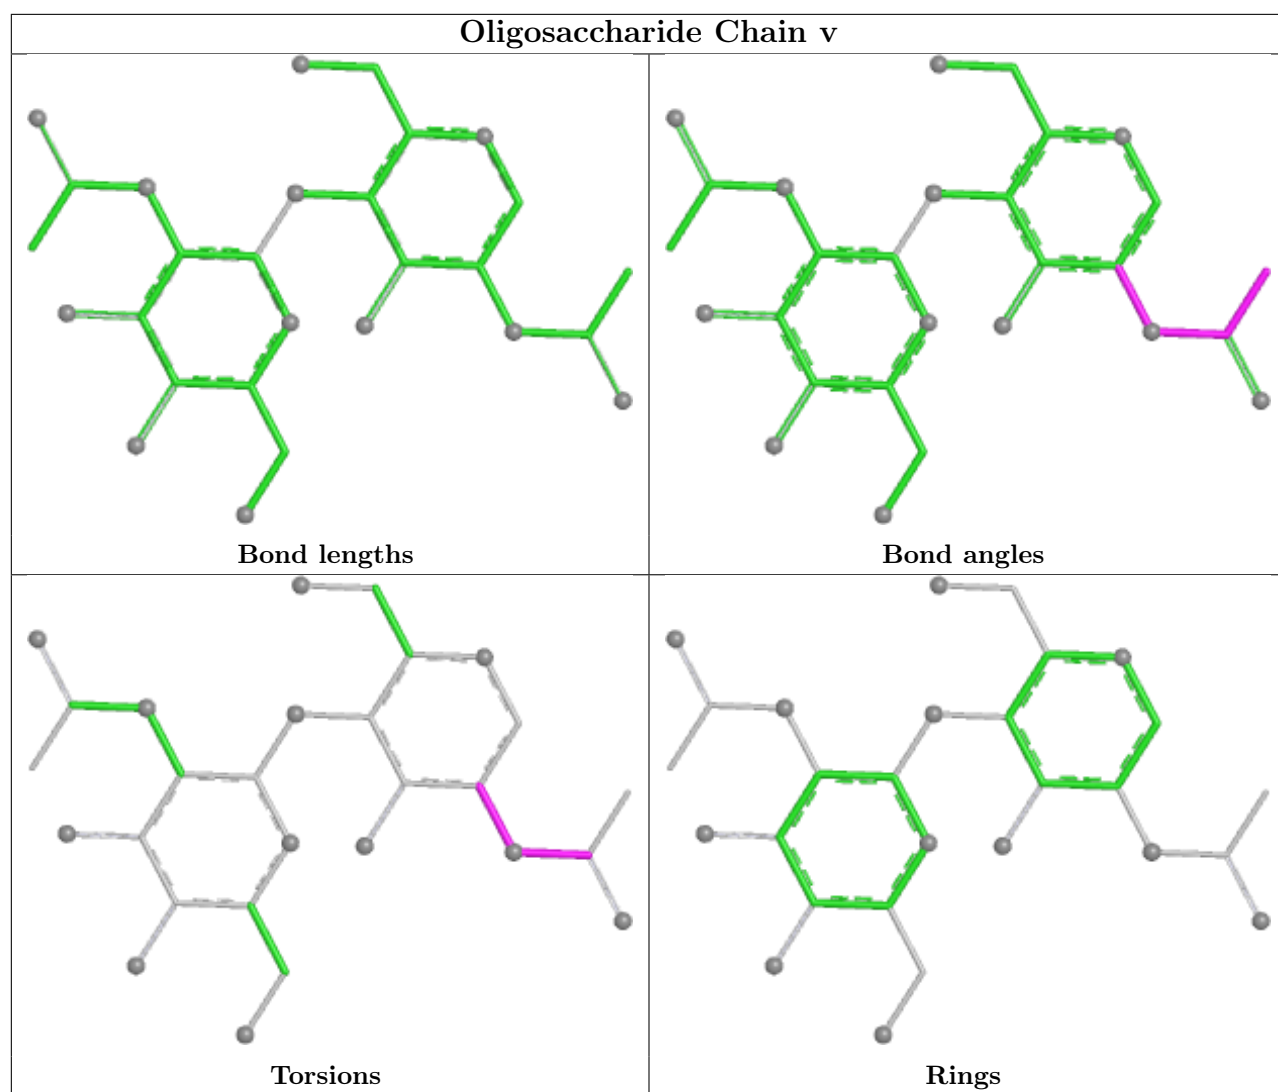 Oligosaccharide Chain v
Bond lengths
Bond angles
Torsions
Rings